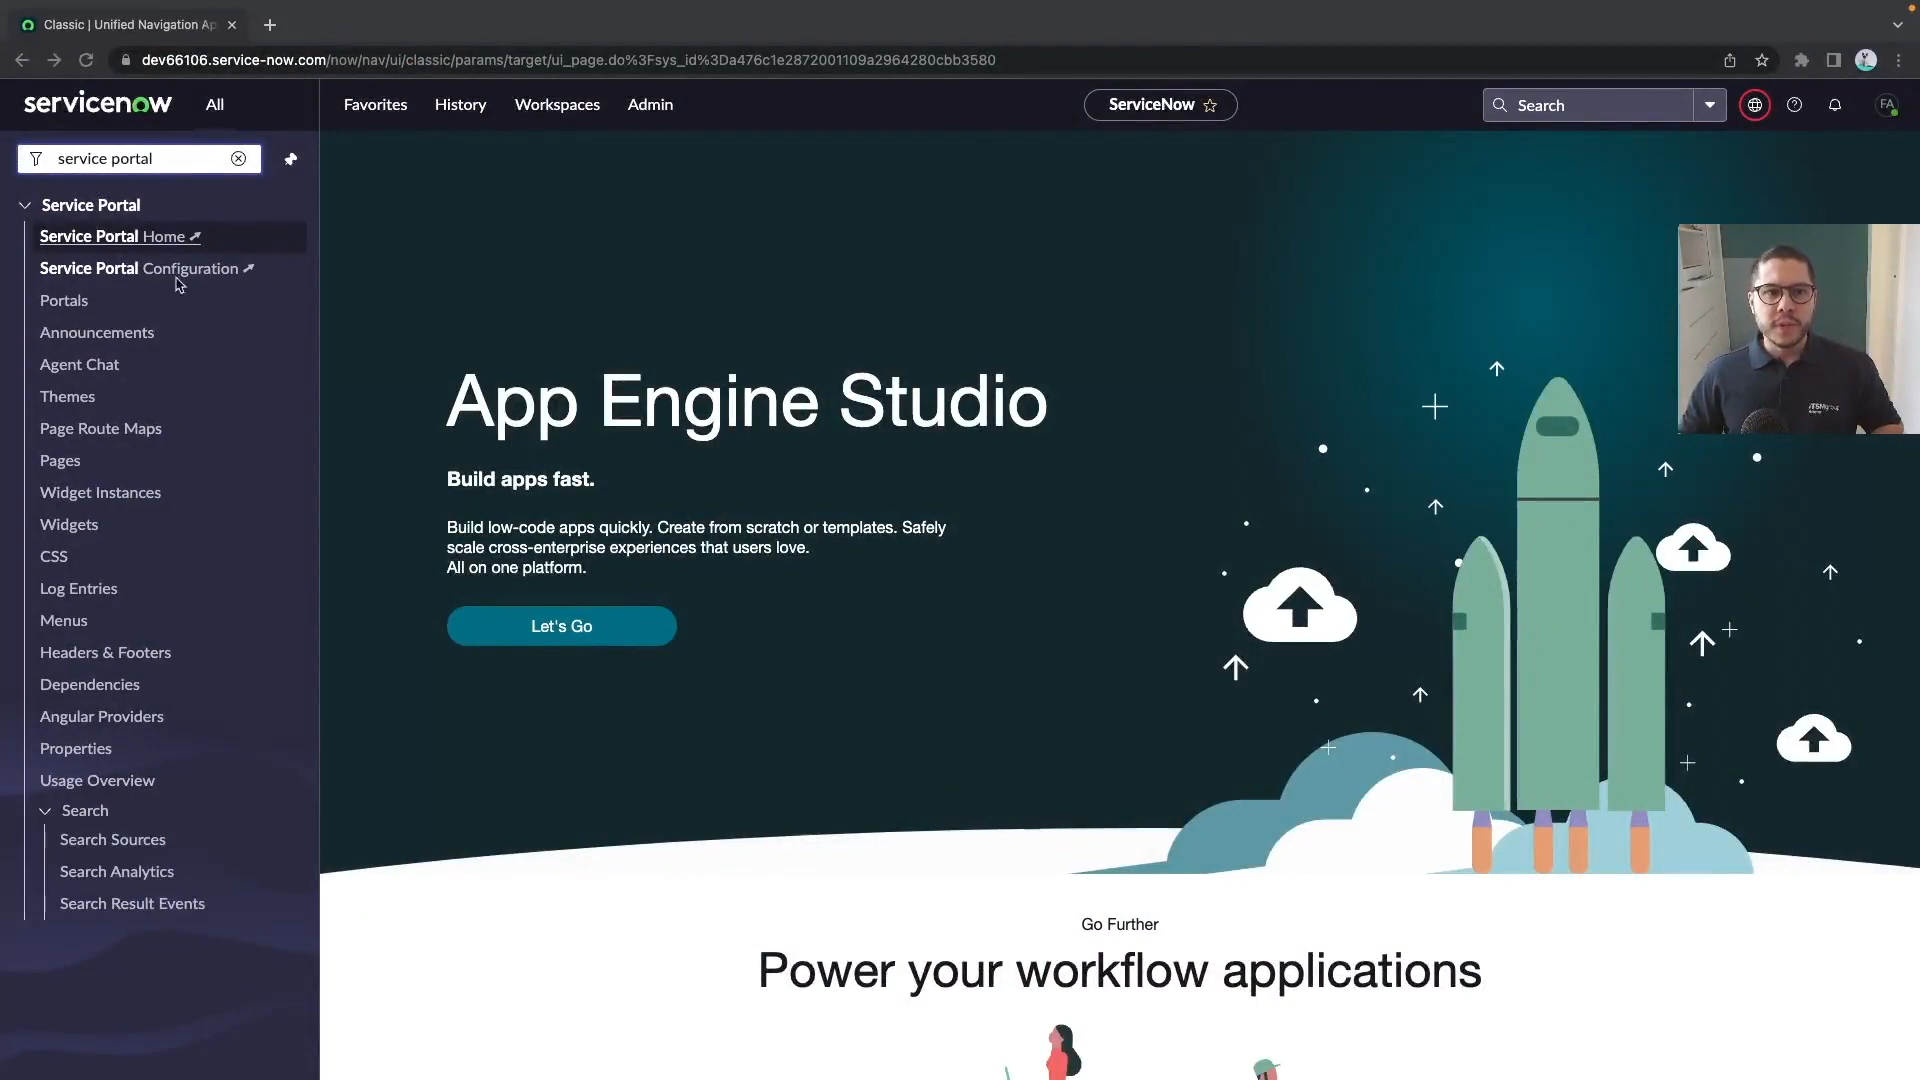 Classic | Unified Navigation Ap
dev66106.service-now.com/now/nav/ui/classic/params/target/ui_page.do%3Fsys_id%3Da476c1e2872001109a2964280cbb3580
servicenow All Favorites History Workspaces Admin ServiceNow Search FA
service portal
Service Portal
Service Portal Home
Service Portal Configuration
Portals
Announcements
Agent Chat
Themes
Page Route Maps
Pages
Widget Instances
Widgets
CSS
Log Entries
Menus
Headers & Footers
Dependencies
Angular Providers
Properties
Usage Overview
Search
Search Sources
Search Analytics
Search Result Events
App Engine Studio
Build apps fast.
Build low-code apps quickly. Create from scratch or templates. Safely
scale cross-enterprise experiences that users love.
All on one platform.
Let's Go
Go Further
Power your workflow applications